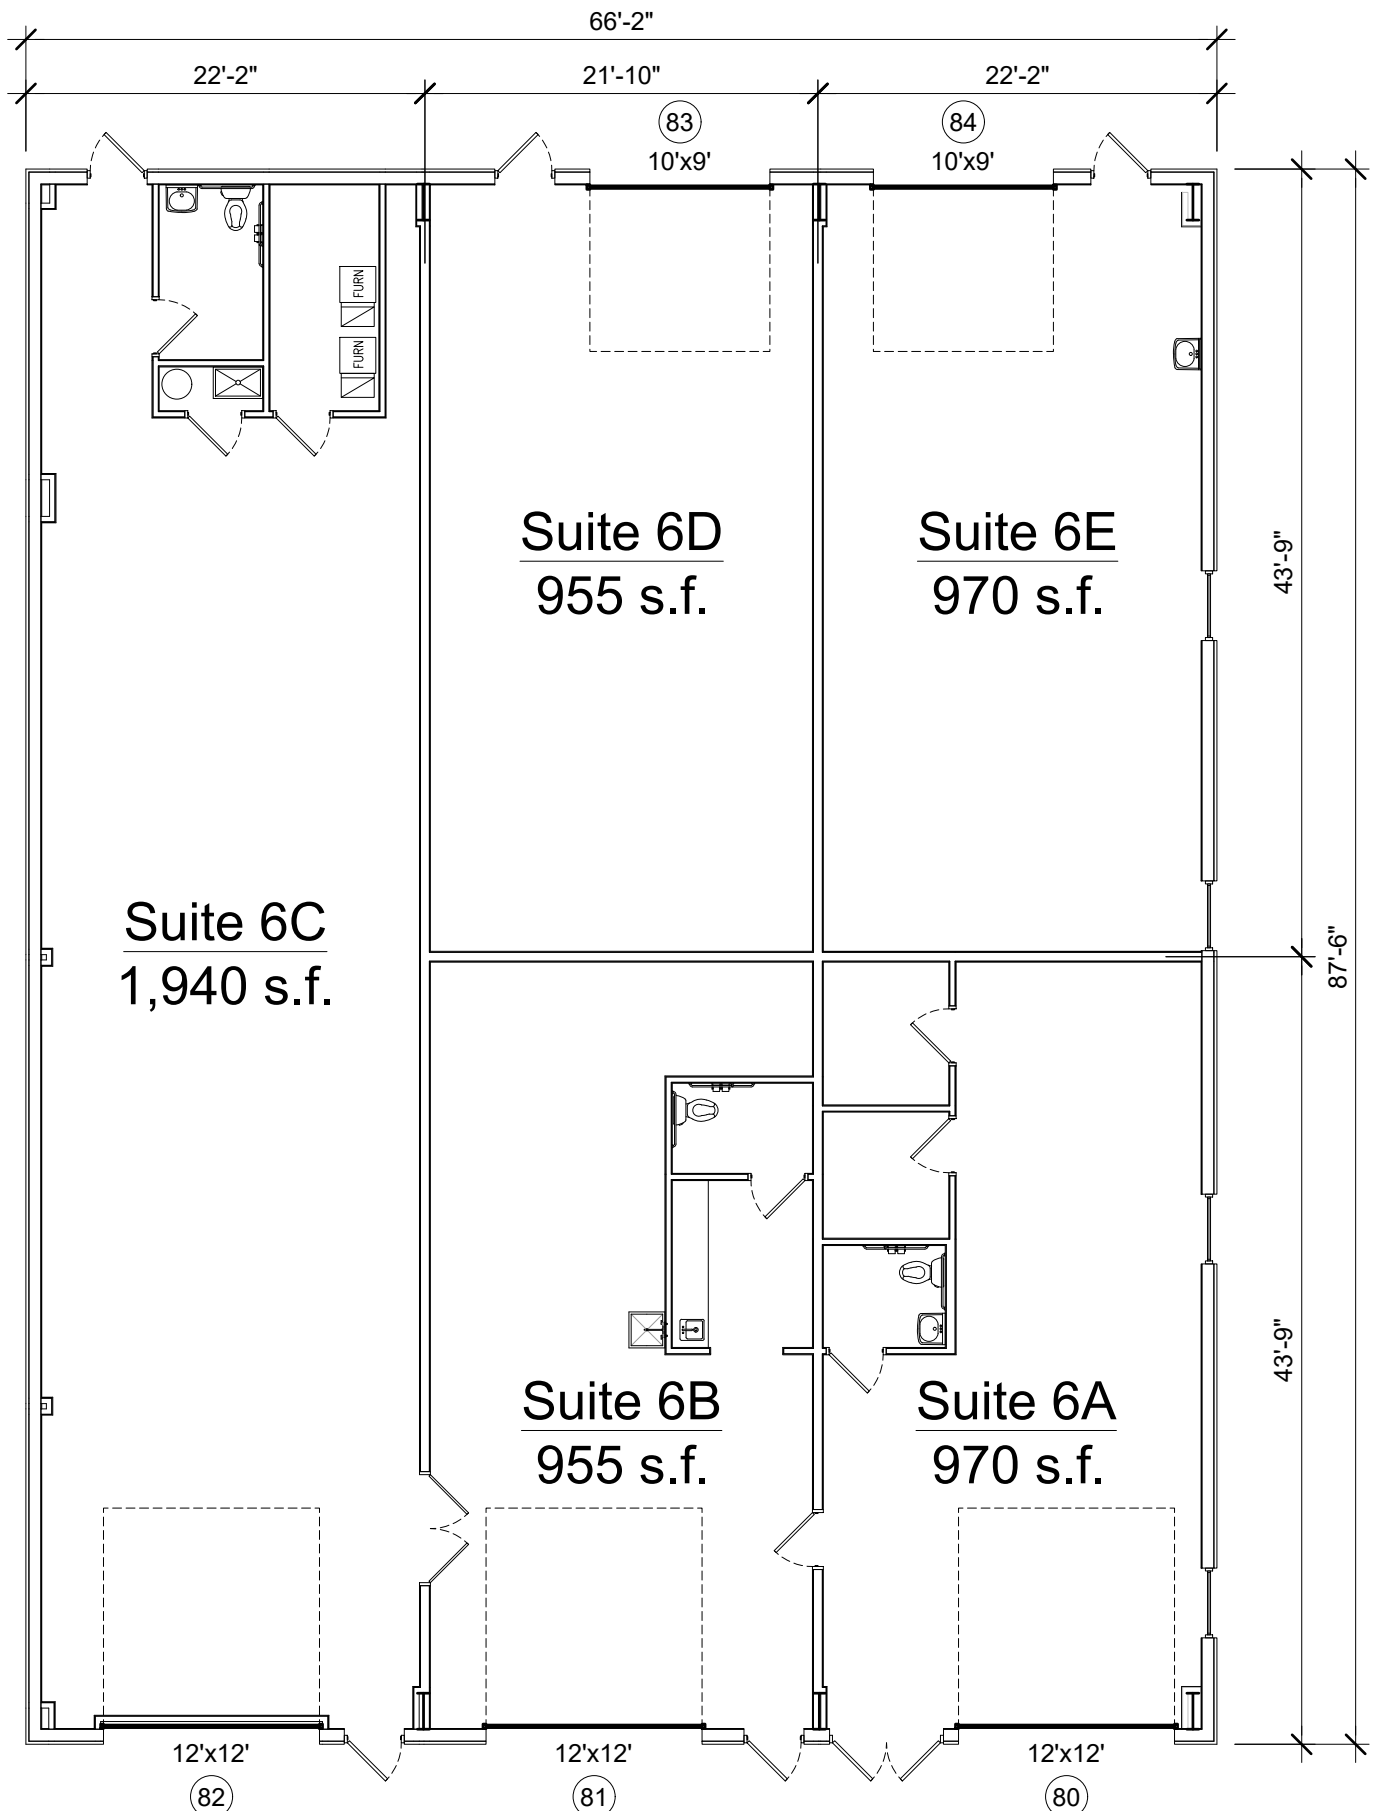 66'-2"
22'-2"
21'-10"
22'-2"
83
84
10'x9'
10'x9'
FURN
FURN
Suite 6D
955 s.f.
Suite 6E
970 s.f.
43'-9"
Suite 6C
1,940 s.f.
87'-6"
43'-9"
Suite 6B
955 s.f.
Suite 6A
970 s.f.
12'x12'
12'x12'
12'x12'
82
81
80